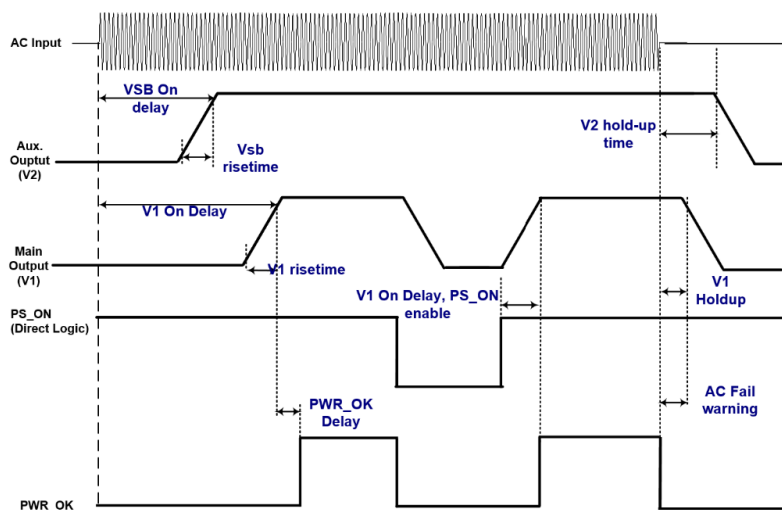 AC Input
VSB On
delay
V2 hold-up
time
Aux.
Ouptut
(V2)
Vsb
risetime
V1 On Delay
Main
Output
(V1)
V1 risetime
V1 On Delay, PS_ON
enable
V1
Holdup
PS_ON
(Direct Logic)
PWR_OK
Delay
AC Fail
warning
PWR_OK